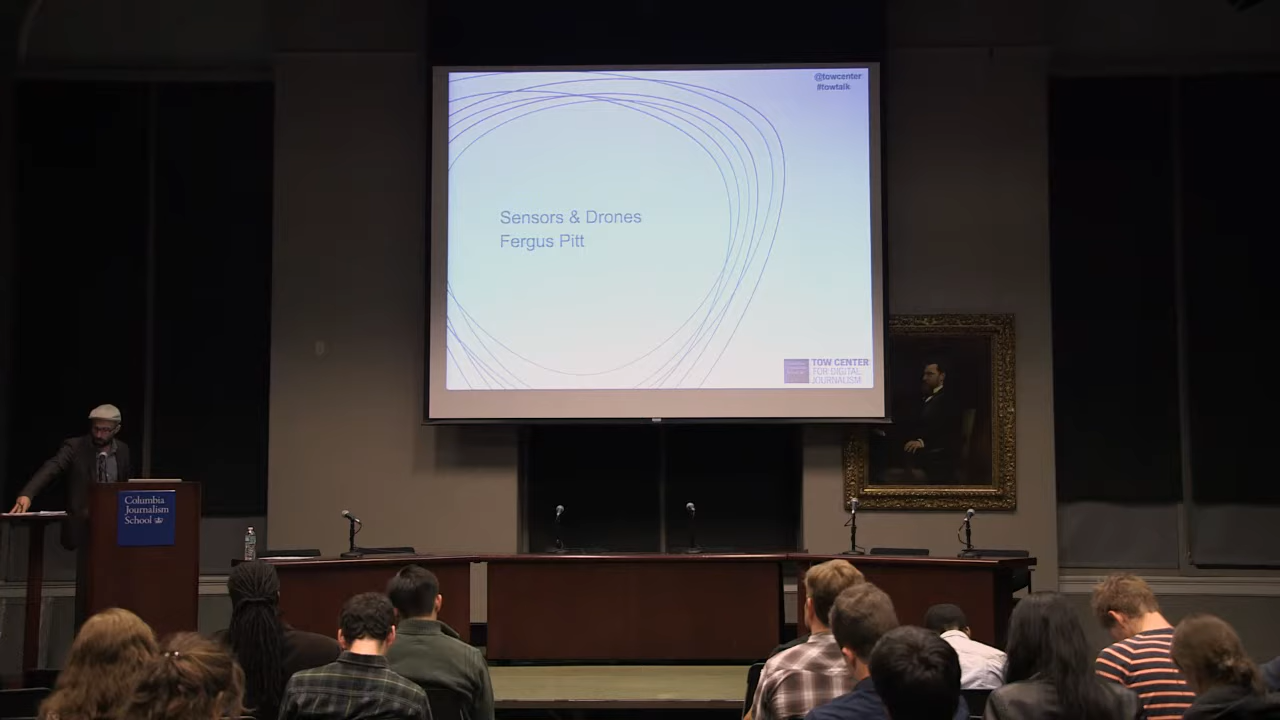 @towcenter
#towtalk
Sensors & Drones
Fergus Pitt
TOW CENTER
FOR DIGITAL
JOURNALISM
Columbia
Journalism
School